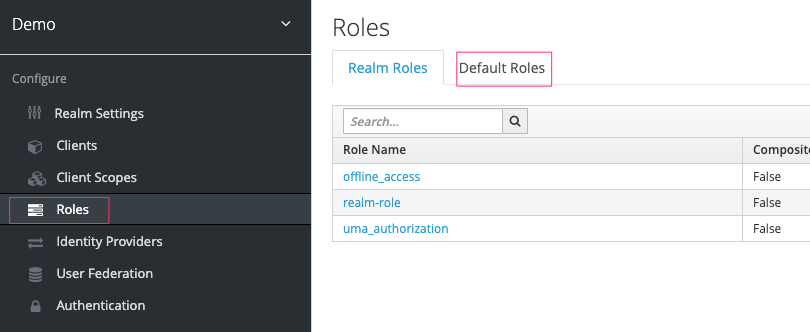 Demo
Configure
Realm Settings
Clients
Client Scopes
Roles
Identity Providers
User Federation
Authentication
Roles
Realm Roles Default Roles
Search...
Role Name Composite
offline_access False
realm-role False
uma_authorization False